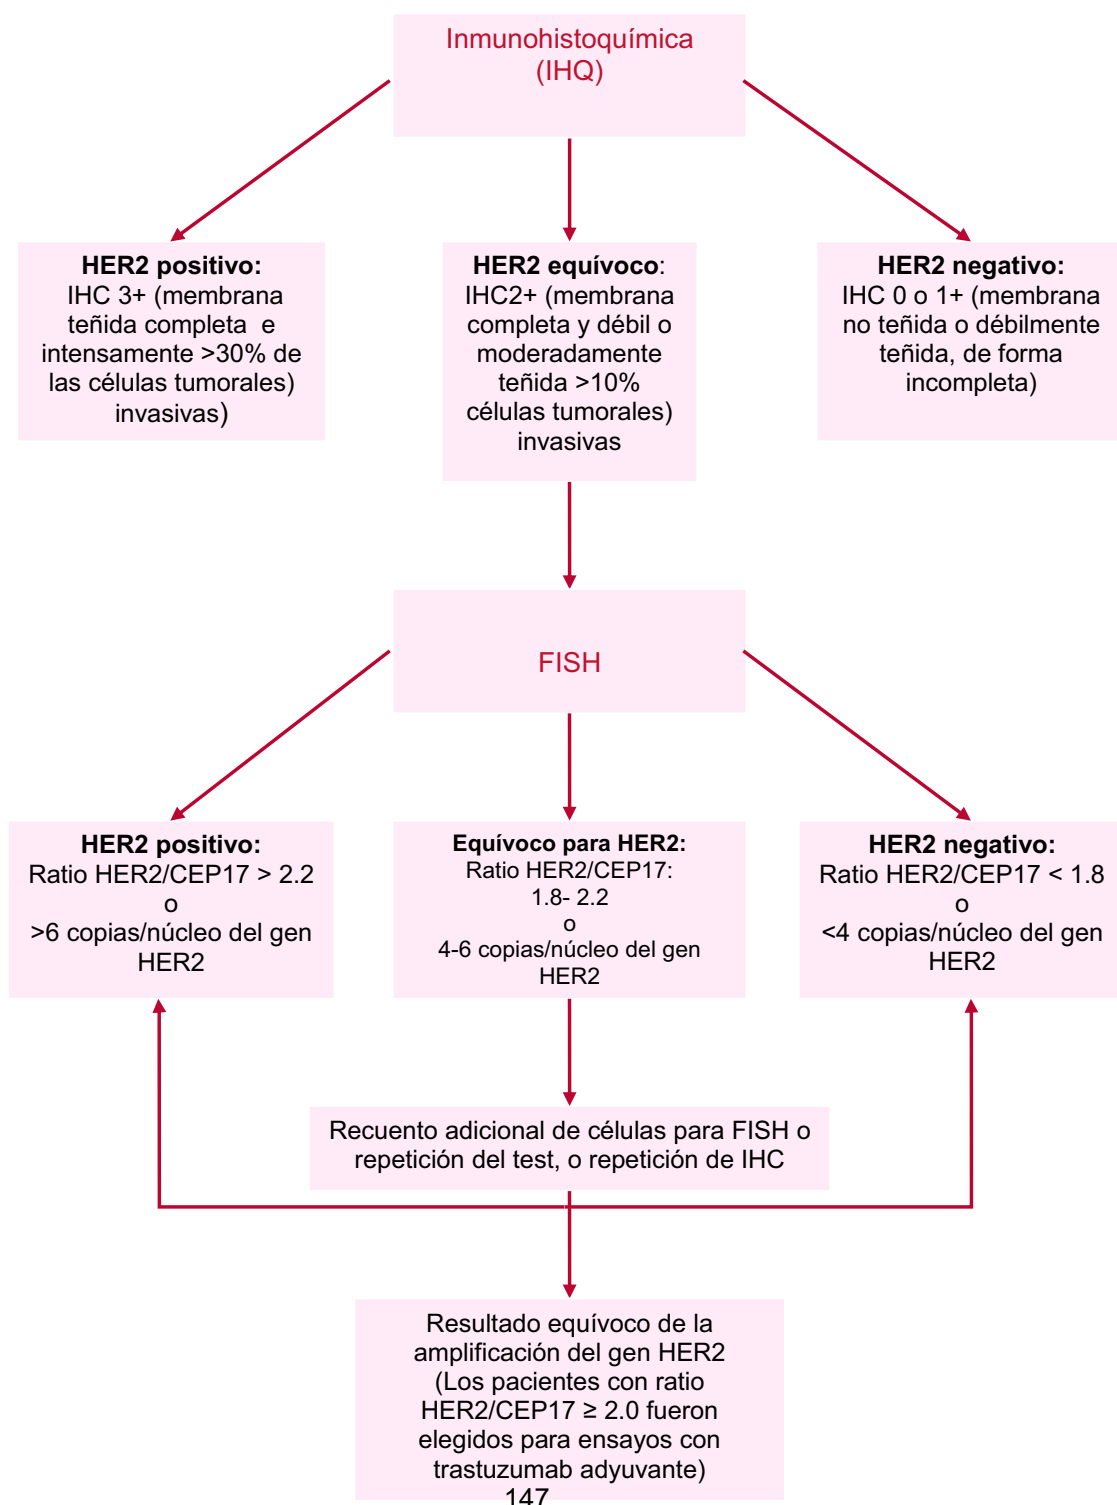 Inmunohistoquímica
(IHQ)
HER2 positivo:
IHC 3+ (membrana
teñida completa e
intensamente >30% de
las células tumorales)
invasivas)
HER2 equívoco:
IHC2+ (membrana
completa y débil o
moderadamente
teñida >10%
células tumorales)
invasivas
HER2 negativo:
IHC 0 o 1+ (membrana
no teñida o débilmente
teñida, de forma
incompleta)
FISH
HER2 positivo:
Ratio HER2/CEP17 > 2.2
o
>6 copias/núcleo del gen
HER2
Equívoco para HER2:
Ratio HER2/CEP17:
1.8- 2.2
o
4-6 copias/núcleo del gen
HER2
HER2 negativo:
Ratio HER2/CEP17 < 1.8
o
<4 copias/núcleo del gen
HER2
Recuento adicional de células para FISH o
repetición del test, o repetición de IHC
Resultado equívoco de la
amplificación del gen HER2
(Los pacientes con ratio
HER2/CEP17 ≥ 2.0 fueron
elegidos para ensayos con
trastuzumab adyuvante)
147